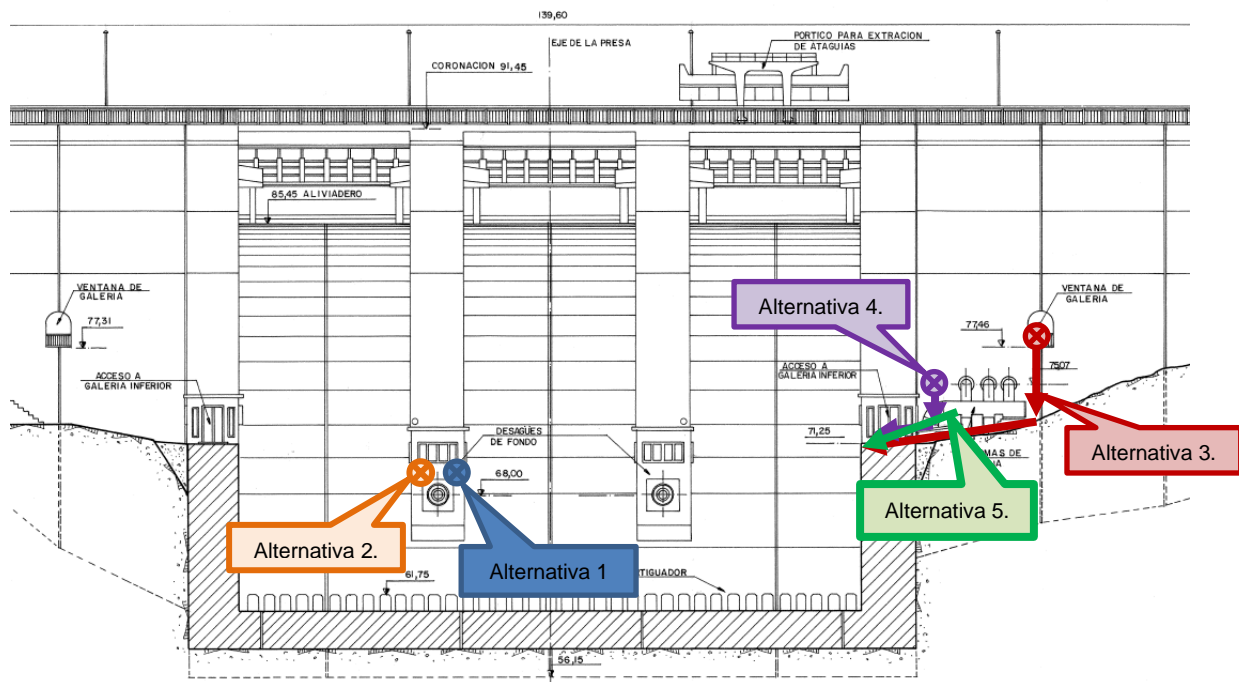 139,60
EJE DE LA PRESA
PORTICO PARA EXTRACION
DE ATAGUIAS
CORONACION 91,45
85,45 ALIVIADERO
VENTANA DE
GALERIA
77,31
ACCESO A
GALERIA INFERIOR
DESAGÜES
DE FONDO
68,00
Alternativa 4.
VENTANA DE
GALERIA
77,46
75,07
ACCESO A
GALERIA INFERIOR
71,25
Alternativa 3.
Alternativa 5.
Alternativa 2.
Alternativa 1
61,75
56,15